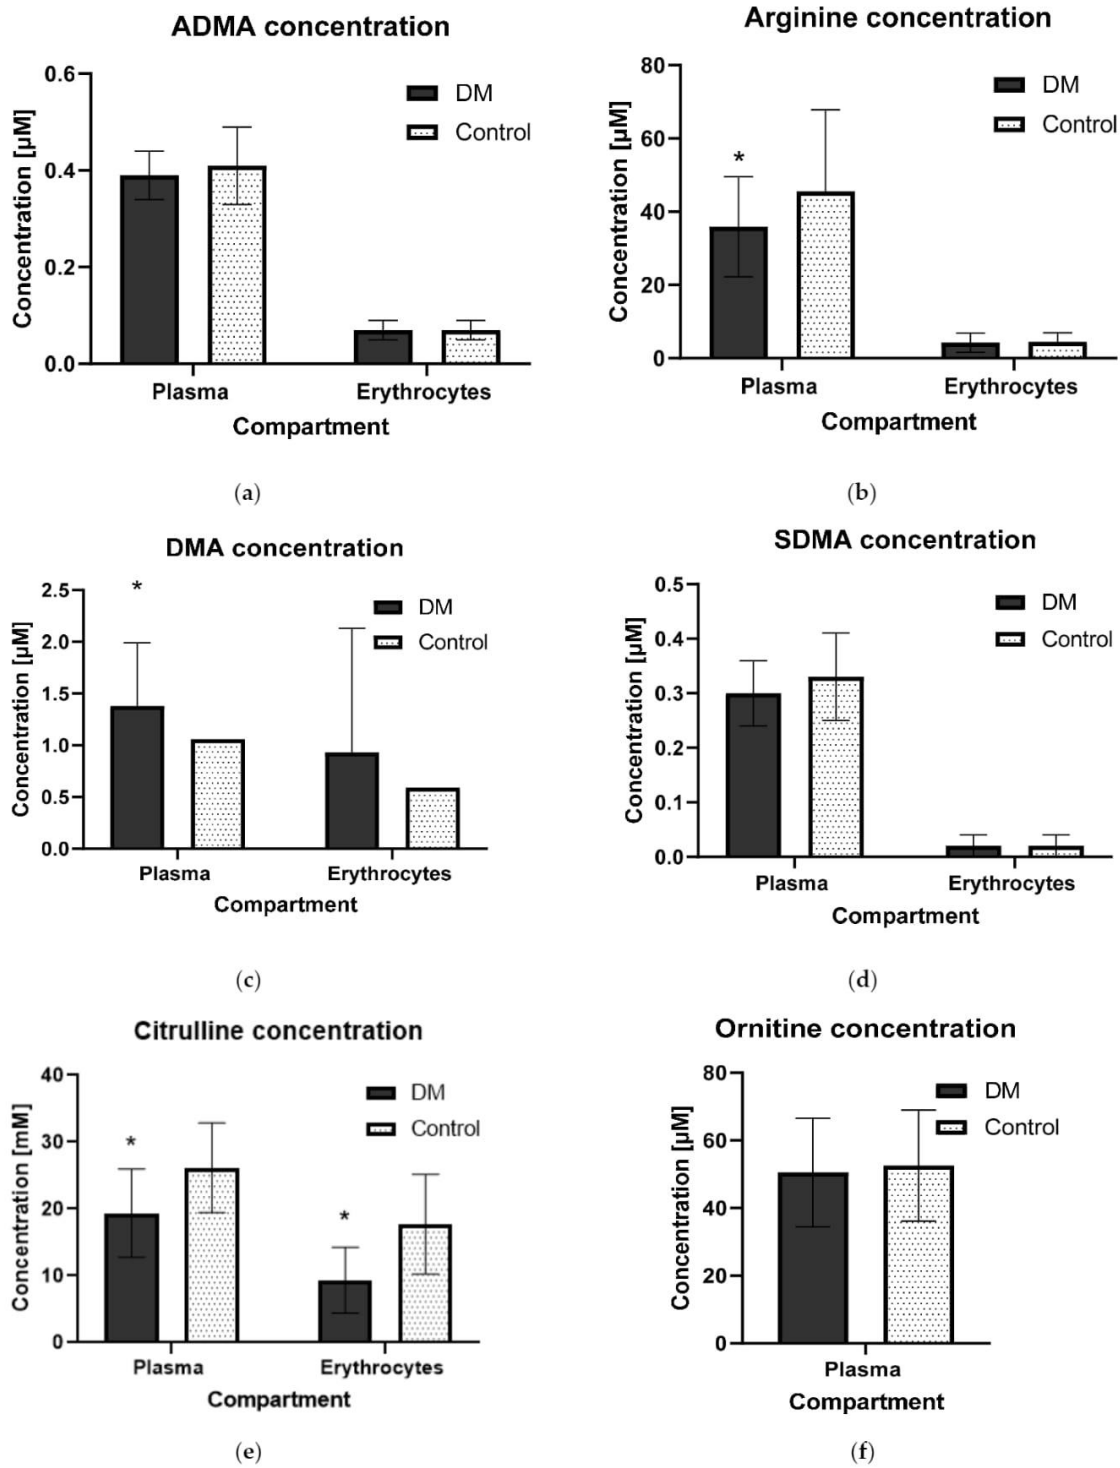 ADMA concentration
0.6
0.4
0.2
0.0
Concentration [µM]
DM
Control
Plasma
Erythrocytes
Compartment
(a)
Arginine concentration
80
60
40
20
0
Concentration [µM]
*
DM
Control
Plasma
Erythrocytes
Compartment
(b)
DMA concentration
2.5
2.0
1.5
1.0
0.5
0.0
Concentration [µM]
*
DM
Control
Plasma
Erythrocytes
Compartment
(c)
SDMA concentration
0.5
0.4
0.3
0.2
0.1
0.0
Concentration [µM]
DM
Control
Plasma
Erythrocytes
Compartment
(d)
Citrulline concentration
40
30
20
10
0
Concentration [mM]
*
*
DM
Control
Plasma
Erythrocytes
Compartment
(e)
Ornitine concentration
80
60
40
20
0
Concentration [µM]
DM
Control
Plasma
Compartment
(f)